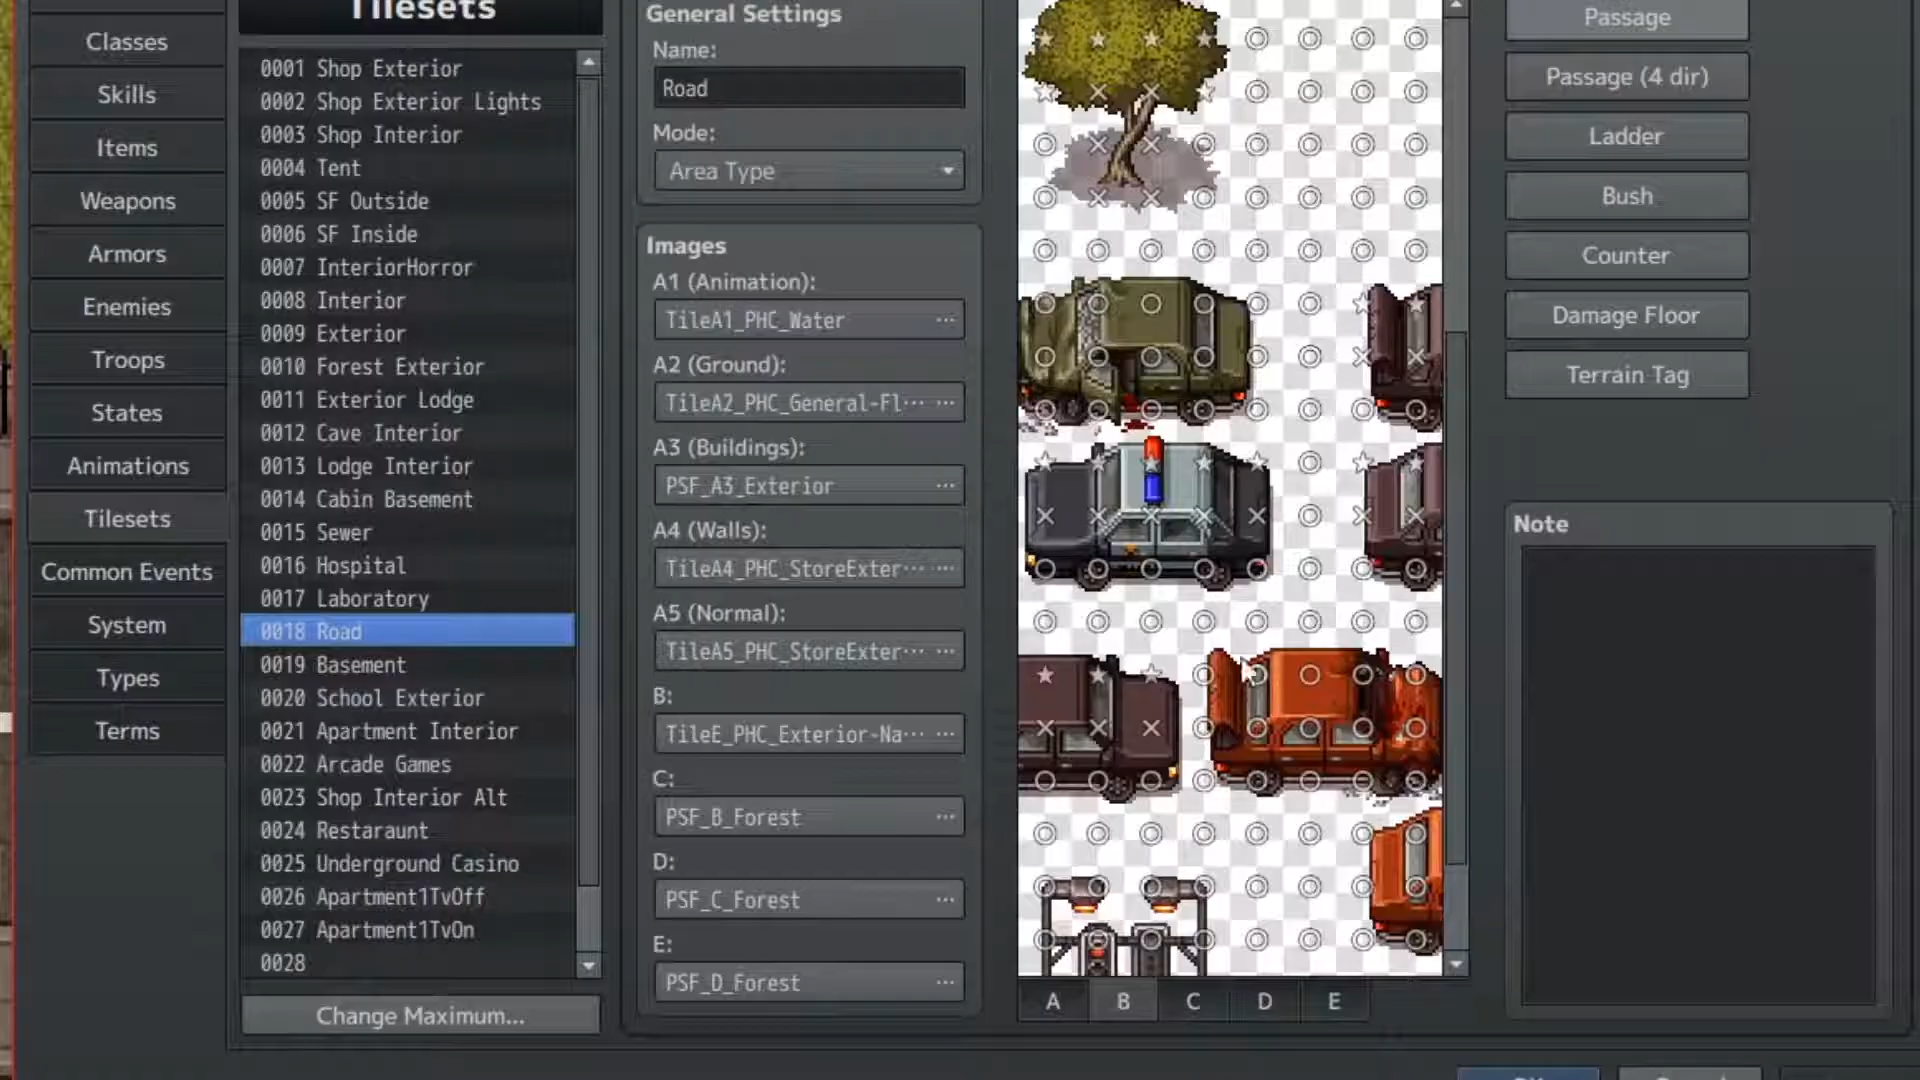 Classes
Skills
Items
Weapons
Armors
Enemies
Troops
States
Animations
Tilesets
Common Events
System
Types
Terms
Tilesets
0001 Shop Exterior
0002 Shop Exterior Lights
0003 Shop Interior
0004 Tent
0005 SF Outside
0006 SF Inside
0007 InteriorHorror
0008 Interior
0009 Exterior
0010 Forest Exterior
0011 Exterior Lodge
0012 Cave Interior
0013 Lodge Interior
0014 Cabin Basement
0015 Sewer
0016 Hospital
0017 Laboratory
0018 Road
0019 Basement
0020 School Exterior
0021 Apartment Interior
0022 Arcade Games
0023 Shop Interior Alt
0024 Restaraunt
0025 Underground Casino
0026 Apartment1TvOff
0027 Apartment1TvOn
0028
Change Maximum...
General Settings
Name:
Road
Mode:
Area Type
Images
A1 (Animation):
TileA1_PHC_Water ...
A2 (Ground):
TileA2_PHC_General-Fl... ...
A3 (Buildings):
PSF_A3_Exterior ...
A4 (Walls):
TileA4_PHC_StoreExter... ...
A5 (Normal):
TileA5_PHC_StoreExter... ...
B:
TileE_PHC_Exterior-Na... ...
C:
PSF_B_Forest ...
D:
PSF_C_Forest ...
E:
PSF_D_Forest ...
A B C D E
Passage
Passage (4 dir)
Ladder
Bush
Counter
Damage Floor
Terrain Tag
Note